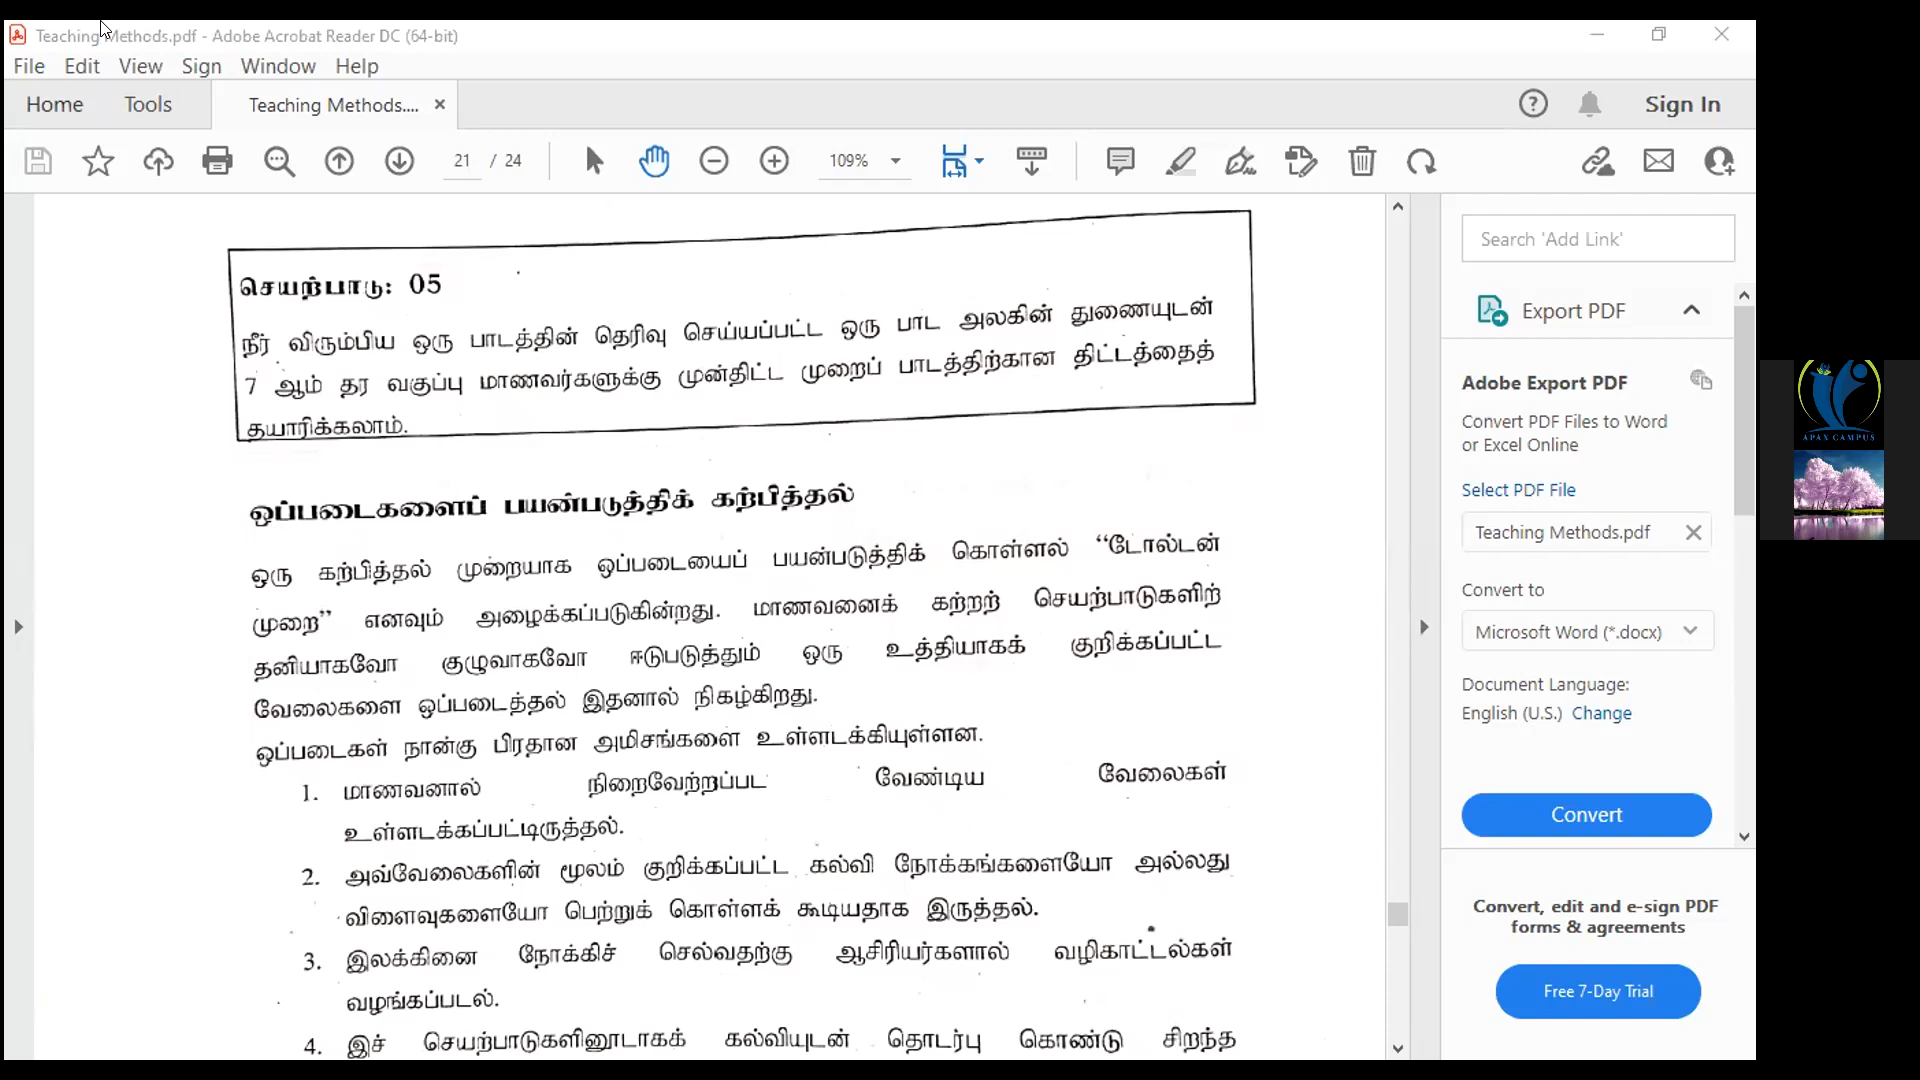 Teaching Methods.pdf - Adobe Acrobat Reader DC (64-bit)
File Edit View Sign Window Help
Home Tools Teaching Methods.... ×
Sign In
21 / 24
109%
செயற்பாடு: 05
நீர் விரும்பிய ஒரு பாடத்தின் தெரிவு செய்யப்பட்ட ஒரு பாட அலகின் துணையுடன்
7 ஆம் தர வகுப்பு மாணவர்களுக்கு முன்திட்ட முறைப் பாடத்திற்கான திட்டத்தைத்
தயாரிக்கலாம்.
ஒப்படைகளைப் பயன்படுத்திக் கற்பித்தல்
ஒரு கற்பித்தல் முறையாக ஒப்படையைப் பயன்படுத்திக் கொள்ளல் “டோல்டன்
முறை” எனவும் அழைக்கப்படுகின்றது. மாணவனைக் கற்றற் செயற்பாடுகளிற்
தனியாகவோ குழுவாகவோ ஈடுபடுத்தும் ஒரு உத்தியாகக் குறிக்கப்பட்ட
வேலைகளை ஒப்படைத்தல் இதனால் நிகழ்கிறது.
ஒப்படைகள் நான்கு பிரதான அமிசங்களை உள்ளடக்கியுள்ளன.
1. மாணவனால் நிறைவேற்றப்பட வேண்டிய வேலைகள்
உள்ளடக்கப்பட்டிருத்தல்.
2. அவ்வேலைகளின் மூலம் குறிக்கப்பட்ட கல்வி நோக்கங்களையோ அல்லது
விளைவுகளையோ பெற்றுக் கொள்ளக் கூடியதாக இருத்தல்.
3. இலக்கினை நோக்கிச் செல்வதற்கு ஆசிரியர்களால் வழிகாட்டல்கள்
வழங்கப்படல்.
4. இச் செயற்பாடுகளினூடாகக் கல்வியுடன் தொடர்பு கொண்டு சிறந்த
Search 'Add Link'
Export PDF
Adobe Export PDF
Convert PDF Files to Word
or Excel Online
Select PDF File
Teaching Methods.pdf
Convert to
Microsoft Word (*.docx)
Document Language:
English (U.S.) Change
Convert
Convert, edit and e-sign PDF
forms & agreements
Free 7-Day Trial
APAX CAMPUS